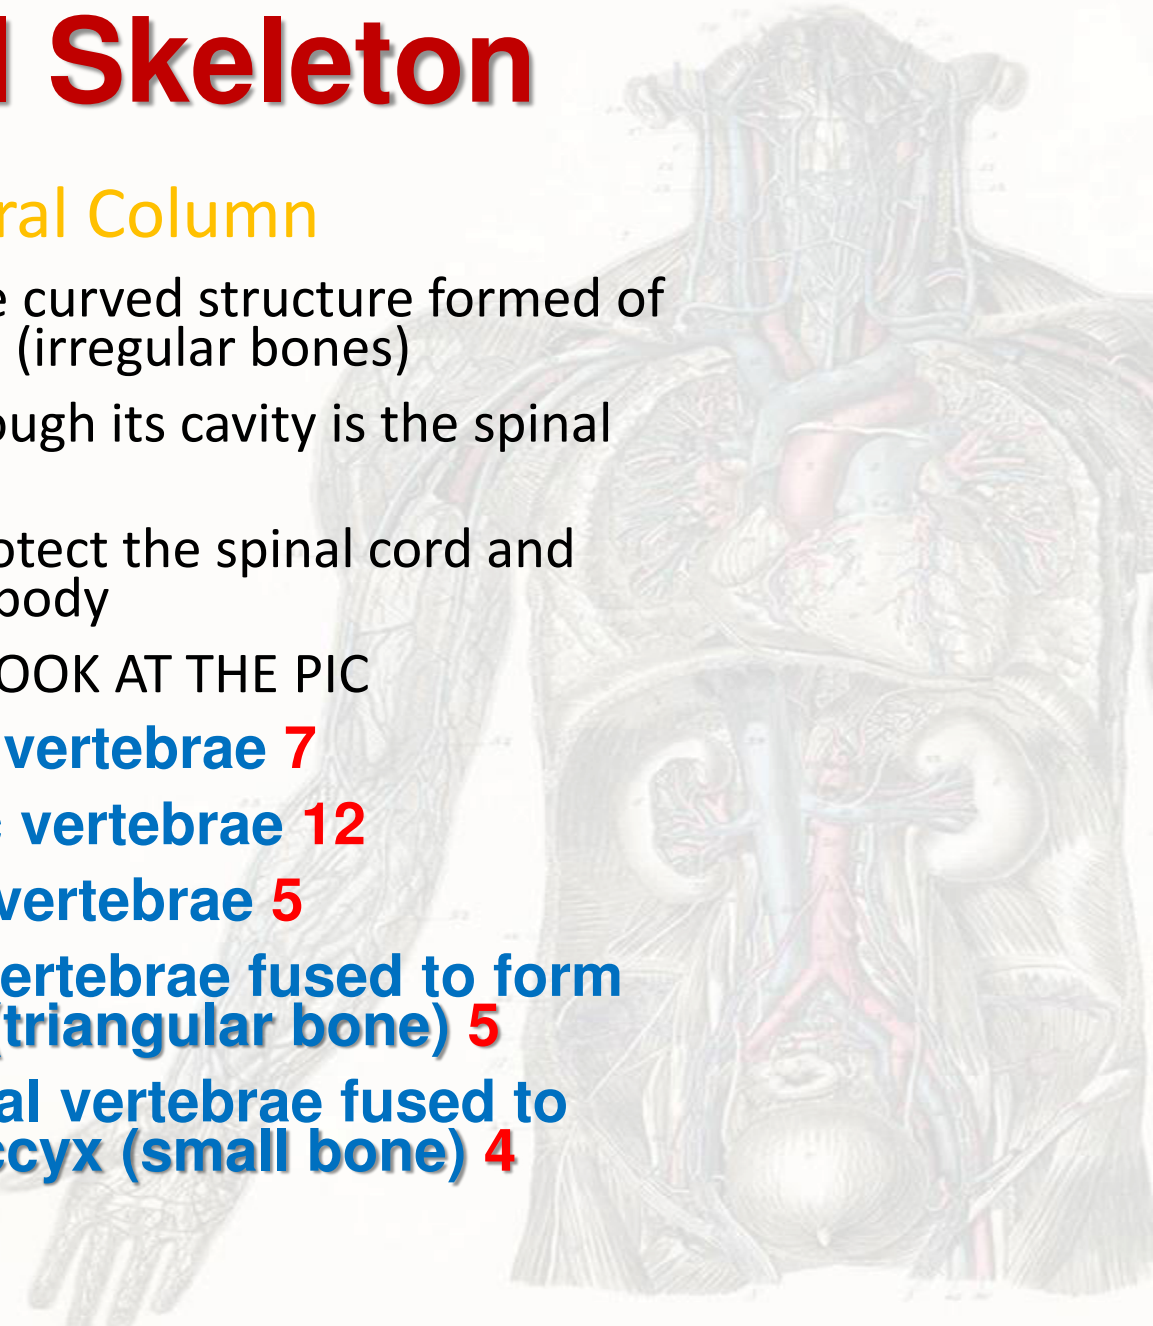 l Skeleton
ral Column
e curved structure formed of
(irregular bones)
ough its cavity is the spinal
otect the spinal cord and
body
OOK AT THE PIC
vertebrae 7
c vertebrae 12
vertebrae 5
ertebrae fused to form
(triangular bone) 5
al vertebrae fused to
ccyx (small bone) 4